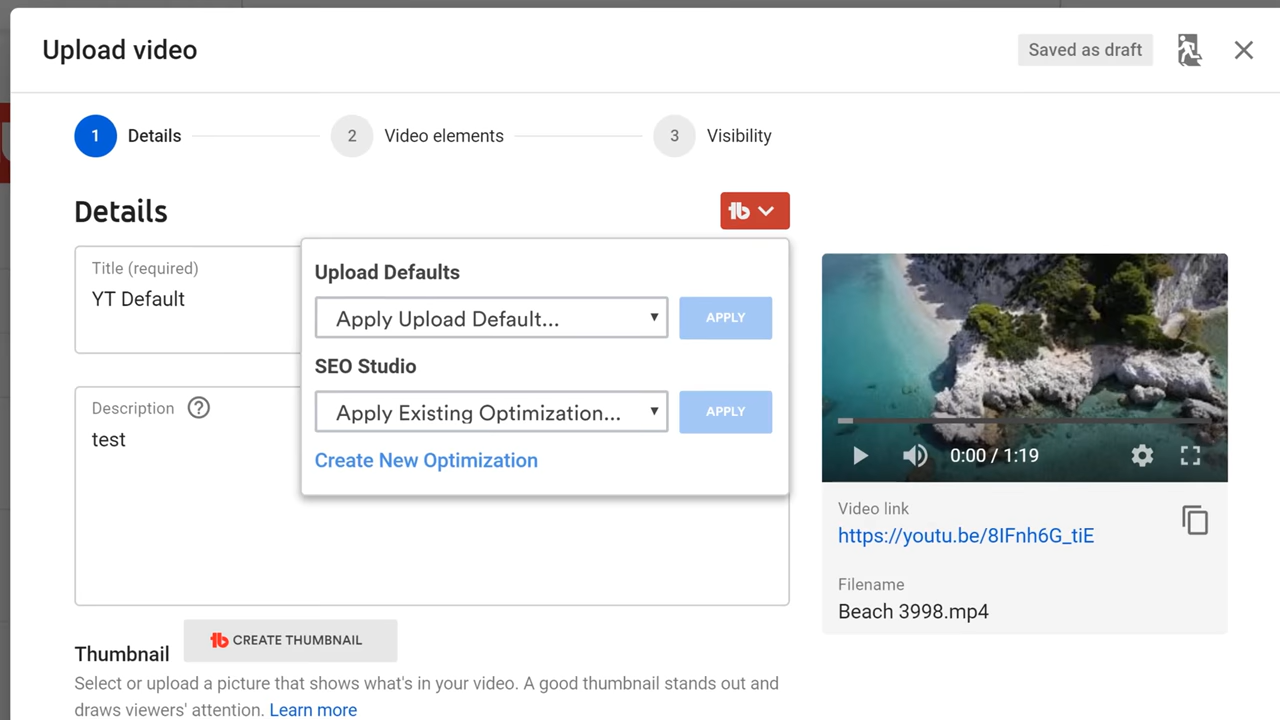 Upload video
Saved as draft
1 Details
2 Video elements
3 Visibility
Details
tb
Title (required)
YT Default
Upload Defaults
Apply Upload Default...
APPLY
SEO Studio
Apply Existing Optimization...
APPLY
Create New Optimization
Description ?
test
0:00 / 1:19
Video link
https://youtu.be/8IFnh6G_tiE
Filename
Beach 3998.mp4
Thumbnail
tb CREATE THUMBNAIL
Select or upload a picture that shows what's in your video. A good thumbnail stands out and
draws viewers' attention. Learn more